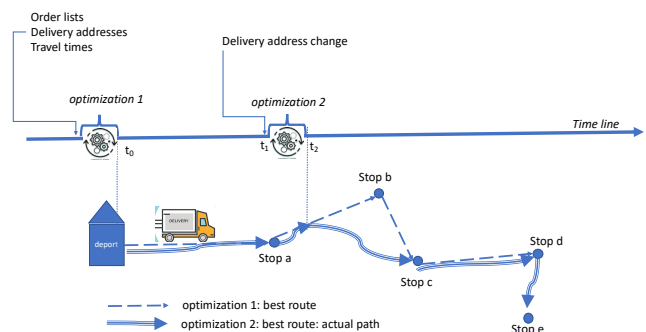 Order lists
Delivery addresses
Travel times
Delivery address change
optimization 1
optimization 2
Time line
t0
t1
t2
Stop b
DELIVERY
deport
Stop a
Stop d
Stop c
optimization 1: best route
optimization 2: best route: actual path
Stop e